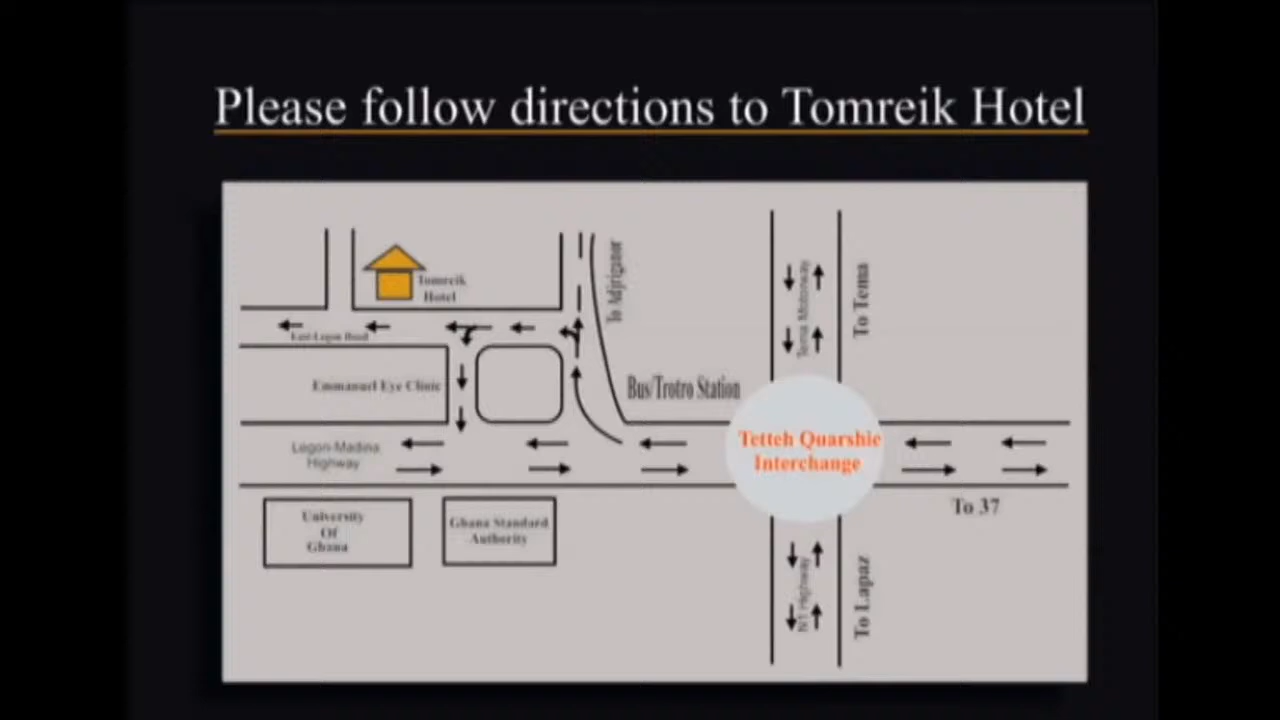 Please follow directions to Tomreik Hotel
Tomreik
Hotel
To Adjriganor
Tema Motorway
To Tema
East Legon Road
Emmanuel Eye Clinic
Bus/Trotro Station
Legon-Madina
Highway
Tetteh Quarshie
Interchange
University
Of
Ghana
Ghana Standard
Authority
To 37
N1 Highway
To Lapaz